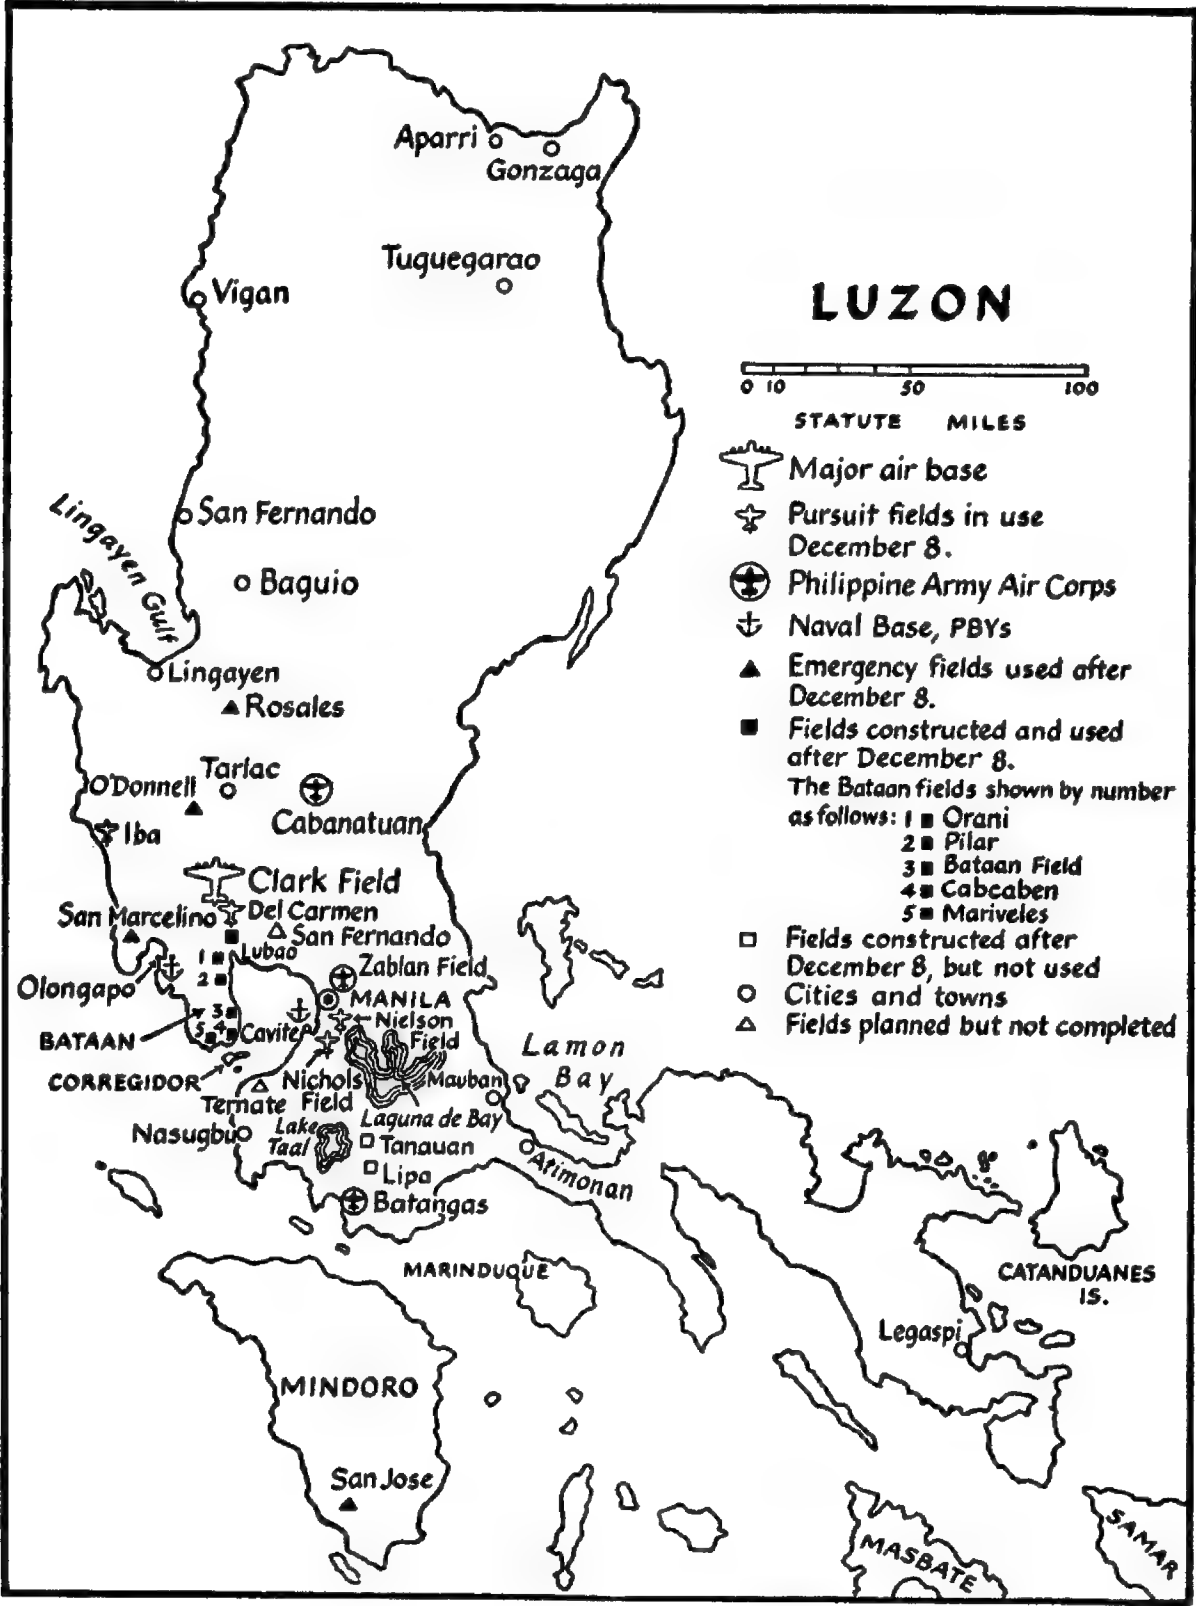 Aparri
Gonzaga
Tuguegarao
Vigan
LUZON
0 10 50 100
STATUTE MILES
Major air base
Pursuit fields in use
December 8.
Philippine Army Air Corps
Naval Base, PBYs
Emergency fields used after
December 8.
Fields constructed and used
after December 8.
The Bataan fields shown by number
as follows: 1 Orani
2 Pilar
3 Bataan Field
4 Cabcaben
5 Mariveles
Fields constructed after
December 8, but not used
Cities and towns
Fields planned but not completed
San Fernando
Lingayen Gulf
Baguio
Lingayen
Rosales
Tarlac
O'Donnell
Cabanatuan
Iba
Clark Field
Del Carmen
San Marcelino
San Fernando
Lubao
1
2
3
4
5
Zablan Field
Olongapo
MANILA
Nielson
Field
BATAAN
Cavite
CORREGIDOR
Nichols
Field
Mauban
Lamon
Bay
Ternate
Laguna de Bay
Nasugbu
Lake
Taal
Tanauan
Lipa
Atimonan
Batangas
MARINDUQUE
CATANDUANES
IS.
Legaspi
MINDORO
San Jose
MASBATE
SAMAR